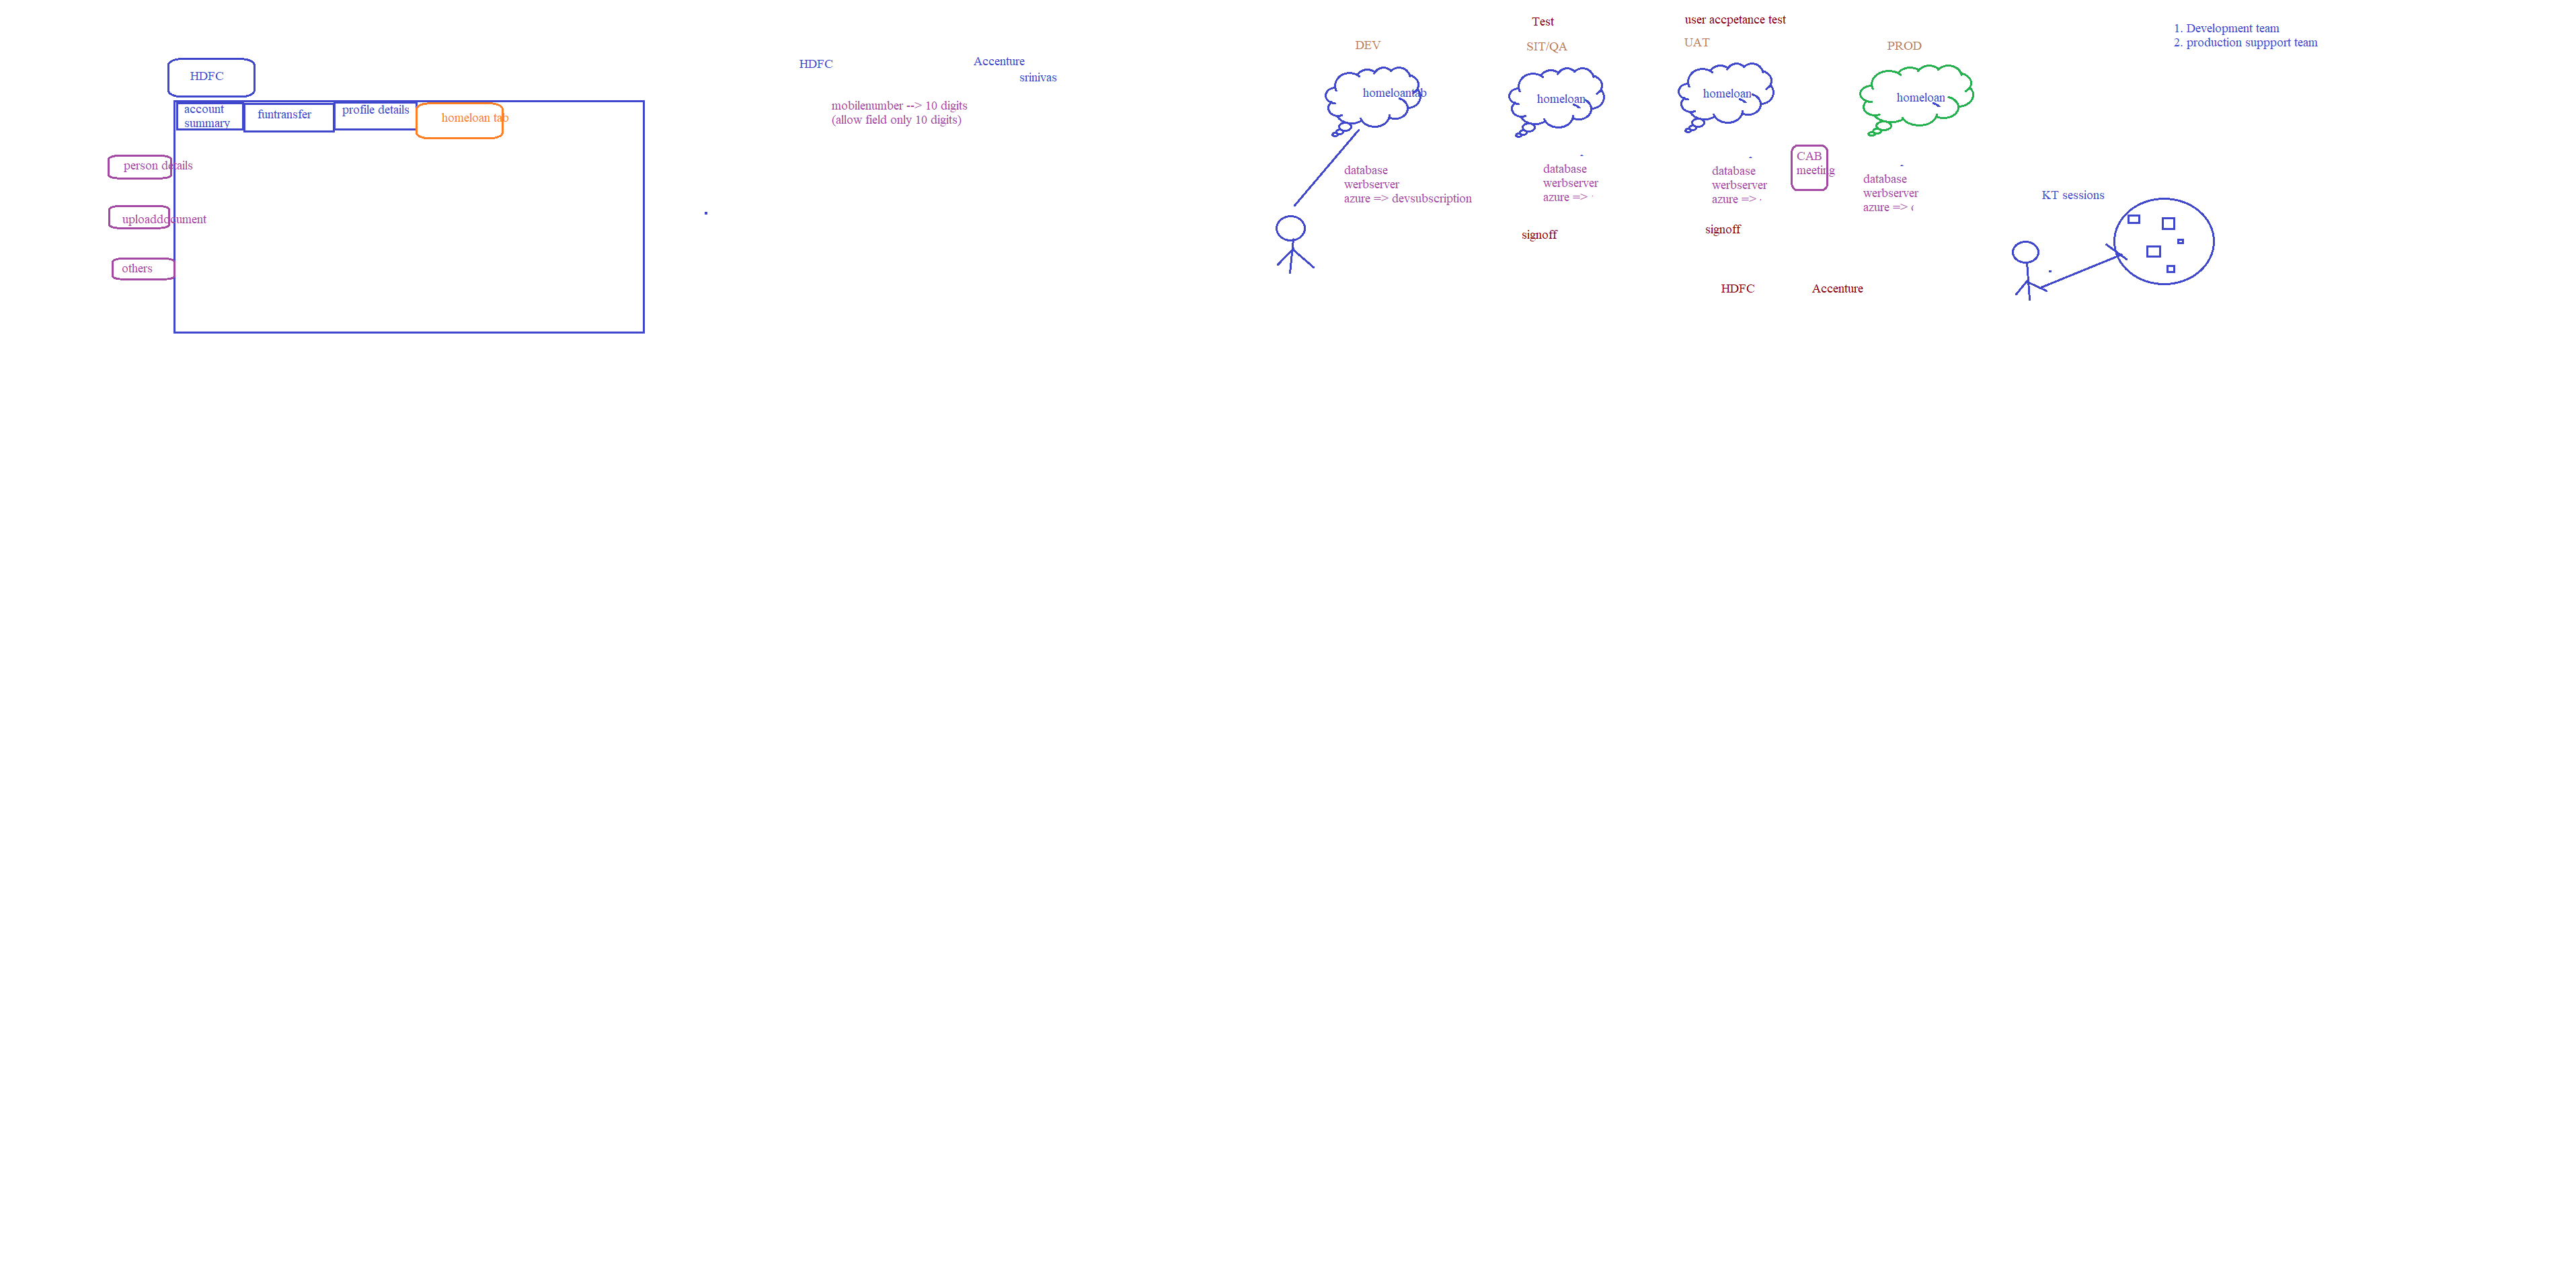 HDFC
account
summary
funtransfer
profile details
homeloan tab
person details
uploaddocument
others
HDFC
Accenture
srinivas
mobilenumber --> 10 digits
(allow field only 10 digits)
Test
user accpetance test
DEV
SIT/QA
UAT
PROD
homeloantab
homeloan
homeloan
homeloan
database
werbserver
azure => devsubscription
database
werbserver
azure =>
database
werbserver
azure =>
CAB
meeting
database
werbserver
azure =>
signoff
signoff
HDFC
Accenture
KT sessions
1. Development team
2. production suppport team